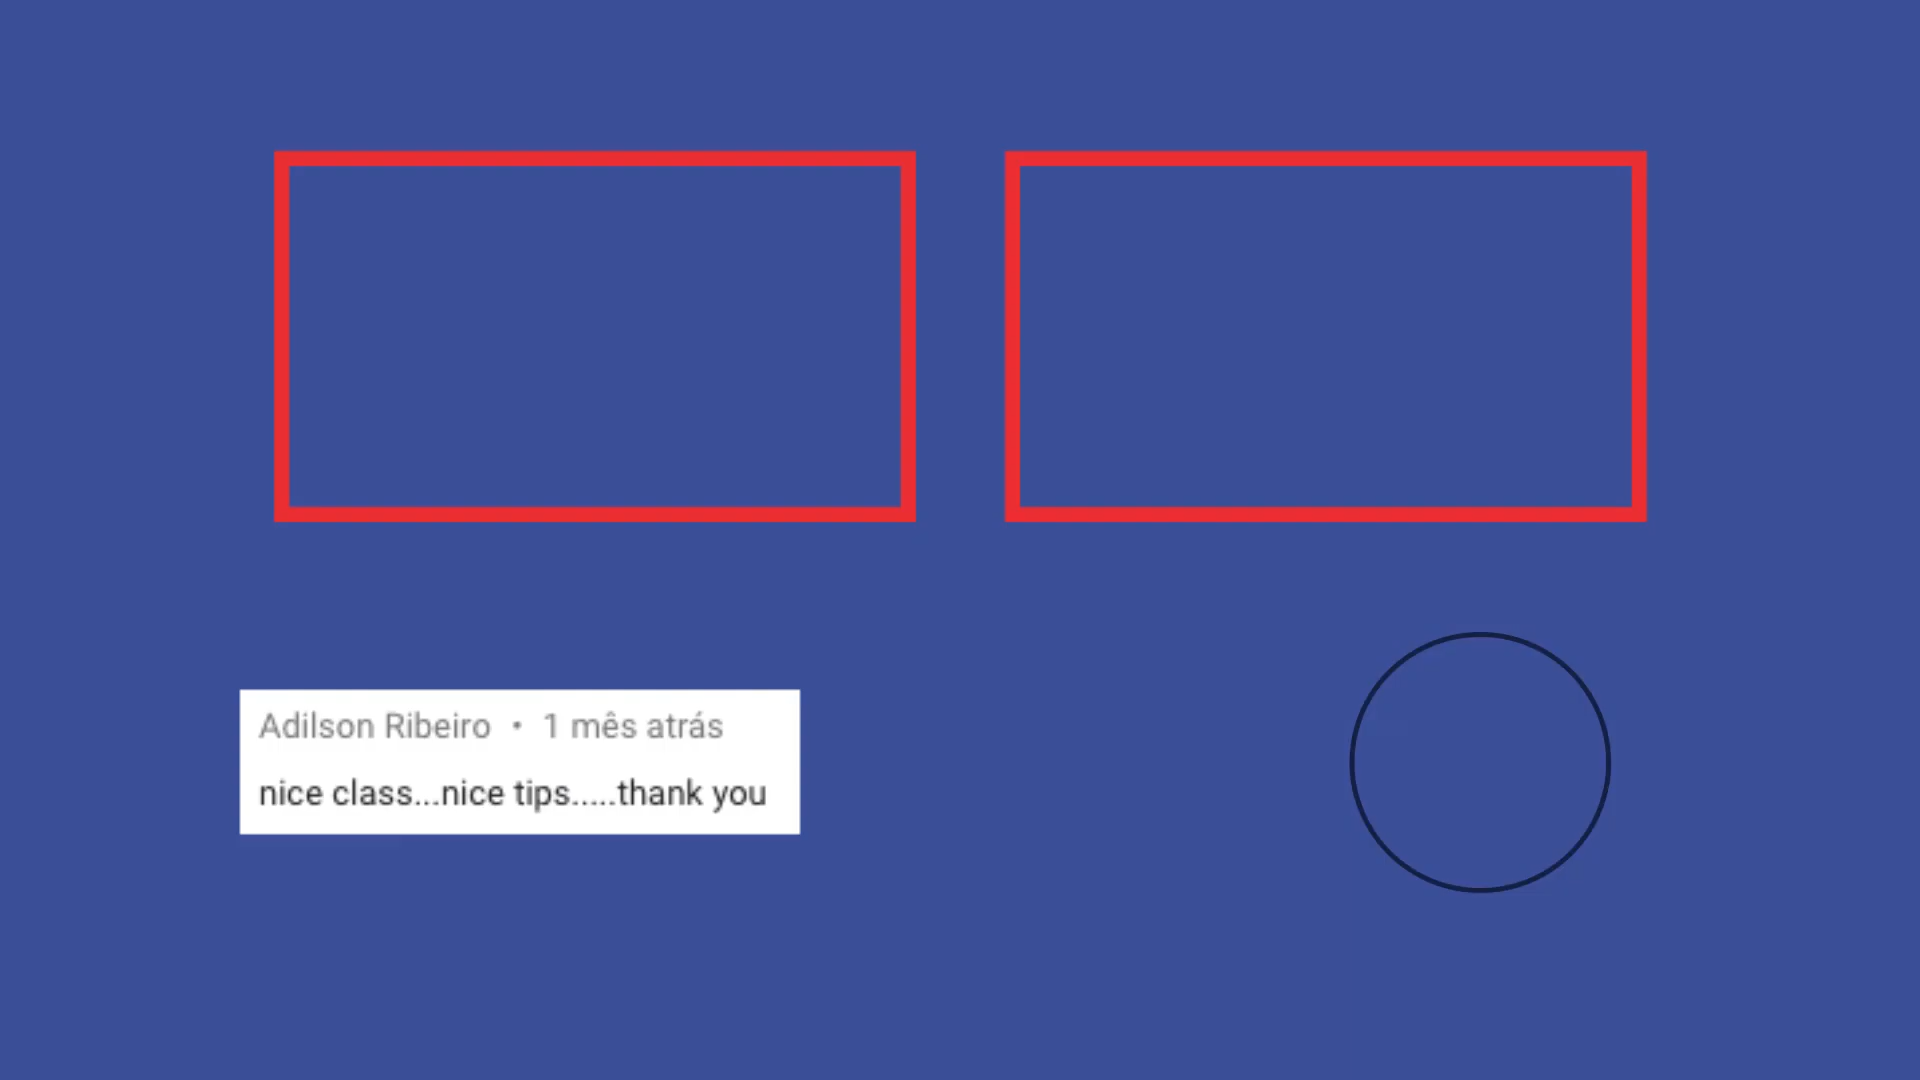 Adilson Ribeiro • 1 mês atrás
nice class...nice tips.....thank you